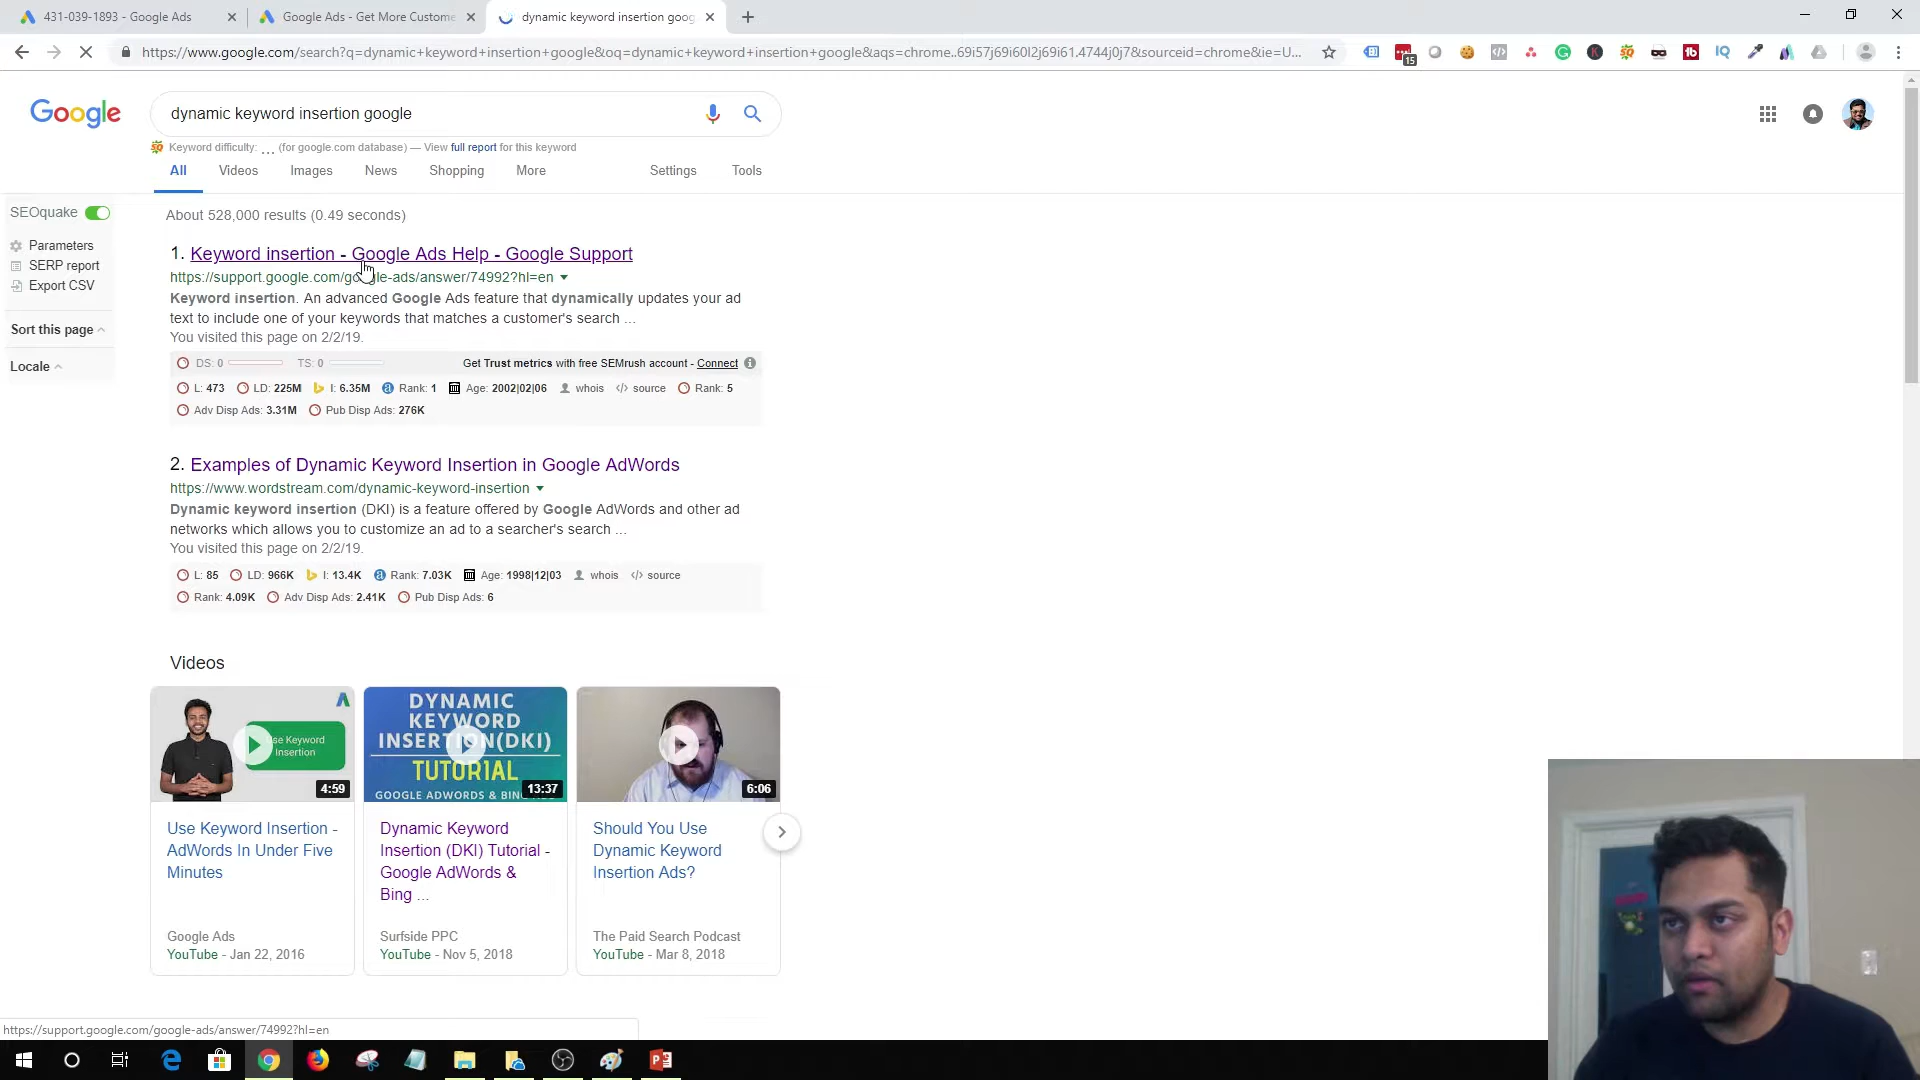 431-039-1893 - Google Ads
Google Ads - Get More Custome
dynamic keyword insertion goog
https://www.google.com/search?q=dynamic+keyword+insertion+google&oq=dynamic+keyword+insertion+google&aqs=chrome..69i57j69i60l2j69i61.4744j0j7&sourceid=chrome&ie=U...
15
Google
dynamic keyword insertion google
Keyword difficulty: ... (for google.com database) — View full report for this keyword
All Videos Images News Shopping More Settings Tools
SEOquake
Parameters
SERP report
Export CSV
Sort this page
Locale
About 528,000 results (0.49 seconds)
1. Keyword insertion - Google Ads Help - Google Support
https://support.google.com/google-ads/answer/74992?hl=en
Keyword insertion. An advanced Google Ads feature that dynamically updates your ad
text to include one of your keywords that matches a customer's search ...
You visited this page on 2/2/19.
DS: 0 TS: 0 Get Trust metrics with free SEMrush account - Connect
L: 473 LD: 225M I: 6.35M Rank: 1 Age: 2002|02|06 whois source Rank: 5
Adv Disp Ads: 3.31M Pub Disp Ads: 276K
2. Examples of Dynamic Keyword Insertion in Google AdWords
https://www.wordstream.com/dynamic-keyword-insertion
Dynamic keyword insertion (DKI) is a feature offered by Google AdWords and other ad
networks which allows you to customize an ad to a searcher's search ...
You visited this page on 2/2/19.
L: 85 LD: 966K I: 13.4K Rank: 7.03K Age: 1998|12|03 whois source
Rank: 4.09K Adv Disp Ads: 2.41K Pub Disp Ads: 6
Videos
Use Keyword
Insertion
4:59
DYNAMIC
KEYWORD
INSERTION(DKI)
TUTORIAL
13:37
GOOGLE ADWORDS & BING
6:06
Use Keyword Insertion -
AdWords In Under Five
Minutes
Google Ads
YouTube - Jan 22, 2016
Dynamic Keyword
Insertion (DKI) Tutorial -
Google AdWords &
Bing ...
Surfside PPC
YouTube - Nov 5, 2018
Should You Use
Dynamic Keyword
Insertion Ads?
The Paid Search Podcast
YouTube - Mar 8, 2018
https://support.google.com/google-ads/answer/74992?hl=en